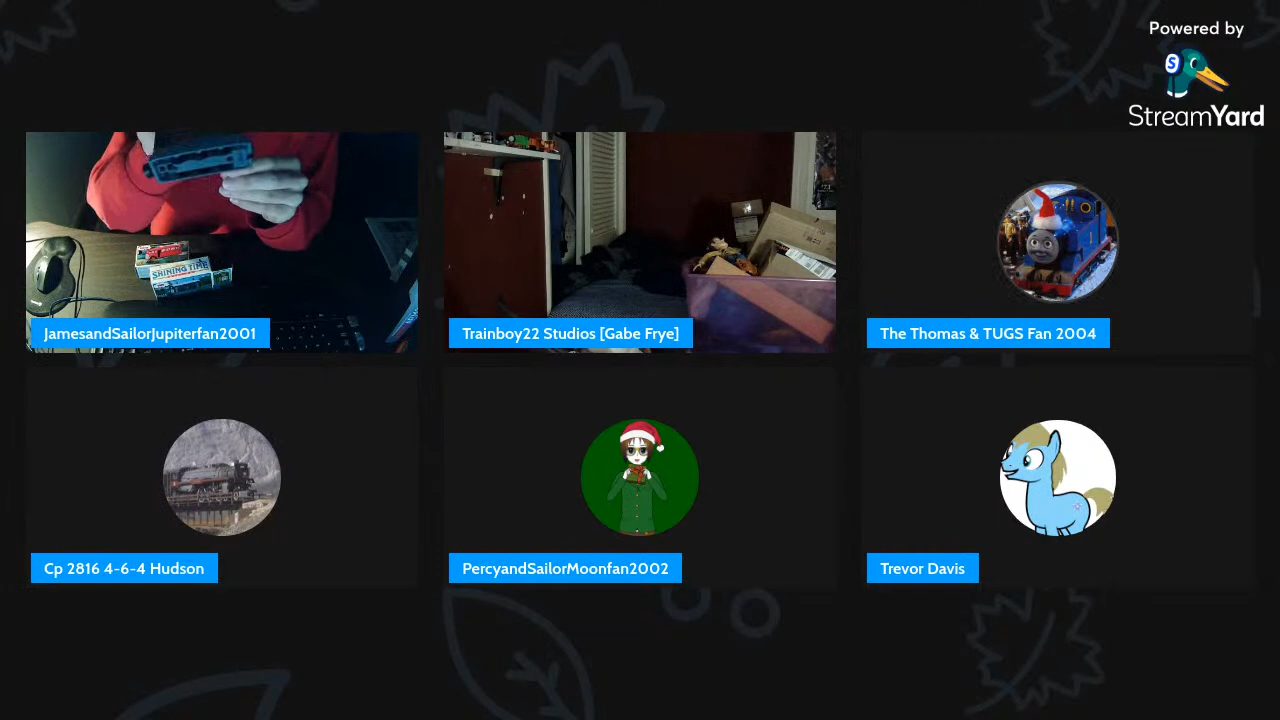 Powered by
S
StreamYard
SHINING TIME
JamesandSailorJupiterfan2001
Trainboy22 Studios [Gabe Frye]
The Thomas & TUGS Fan 2004
Cp 2816 4-6-4 Hudson
PercyandSailorMoonfan2002
Trevor Davis